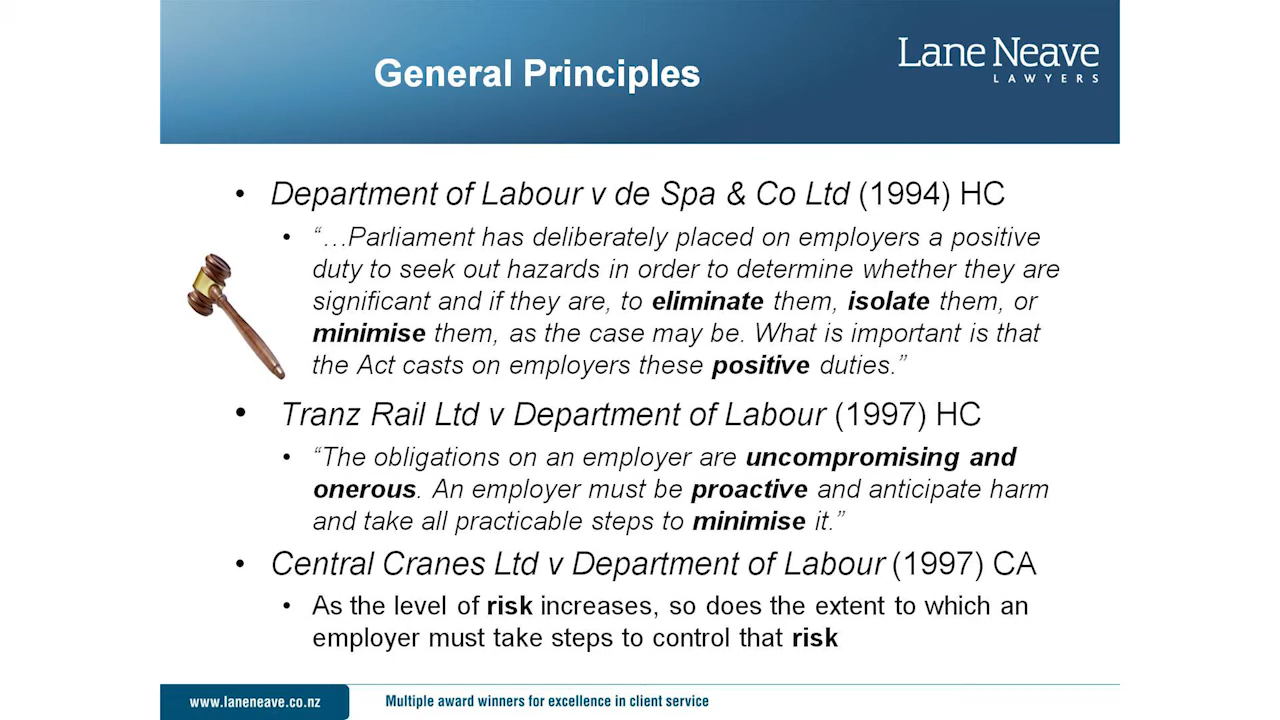 General Principles
Lane Neave
LAWYERS
• Department of Labour v de Spa & Co Ltd (1994) HC
• “…Parliament has deliberately placed on employers a positive
duty to seek out hazards in order to determine whether they are
significant and if they are, to eliminate them, isolate them, or
minimise them, as the case may be. What is important is that
the Act casts on employers these positive duties.”
• Tranz Rail Ltd v Department of Labour (1997) HC
• “The obligations on an employer are uncompromising and
onerous. An employer must be proactive and anticipate harm
and take all practicable steps to minimise it.”
• Central Cranes Ltd v Department of Labour (1997) CA
• As the level of risk increases, so does the extent to which an
employer must take steps to control that risk
www.laneneave.co.nz
Multiple award winners for excellence in client service